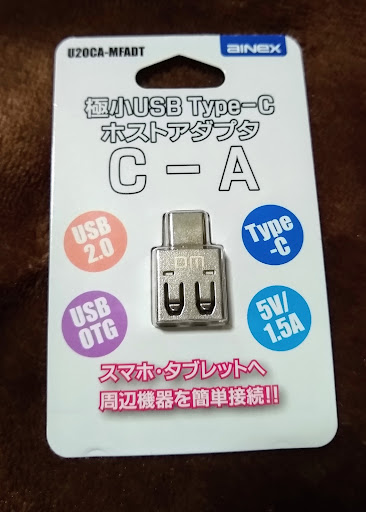 U20CA-MFADT
AINEX
極小USB Type-C
ホストアダプタ
C-A
USB
2.0
Type
-C
DM
USB
OTG
5V/
1.5A
スマホ・タブレットへ
周辺機器を簡単接続!!